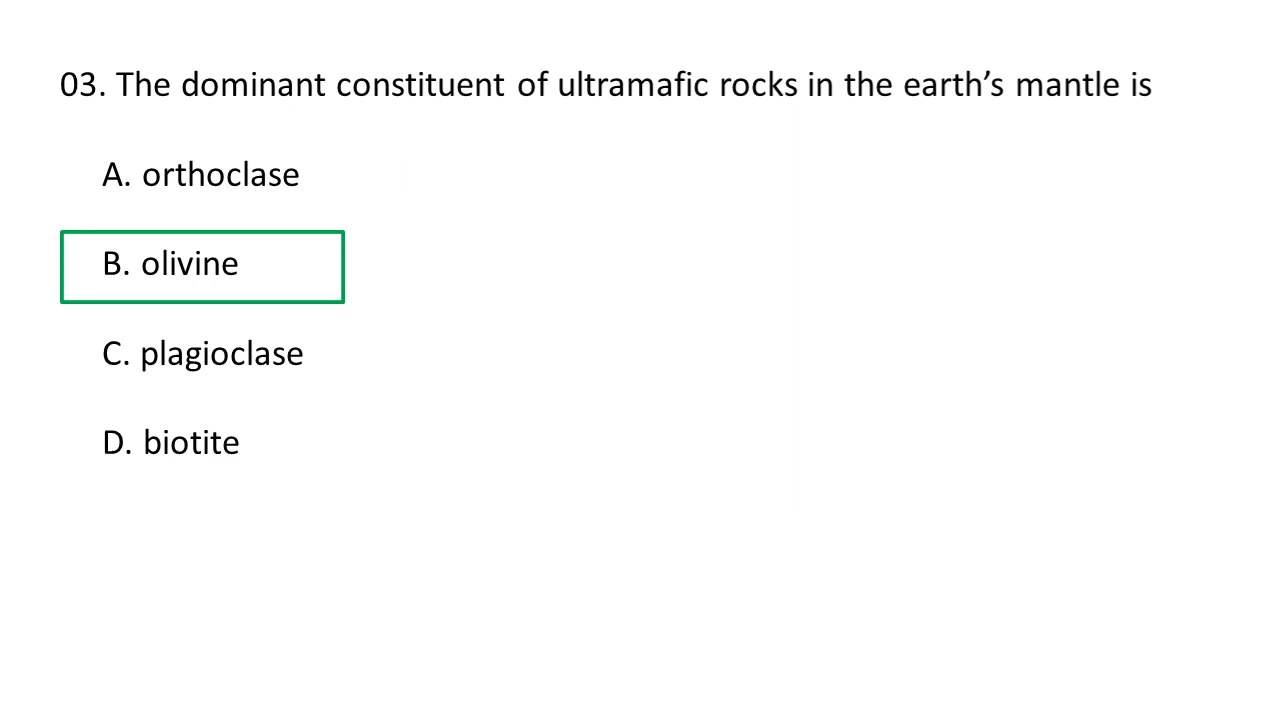 03. The dominant constituent of ultramafic rocks in the earth’s mantle is
A. orthoclase
B. olivine
C. plagioclase
D. biotite